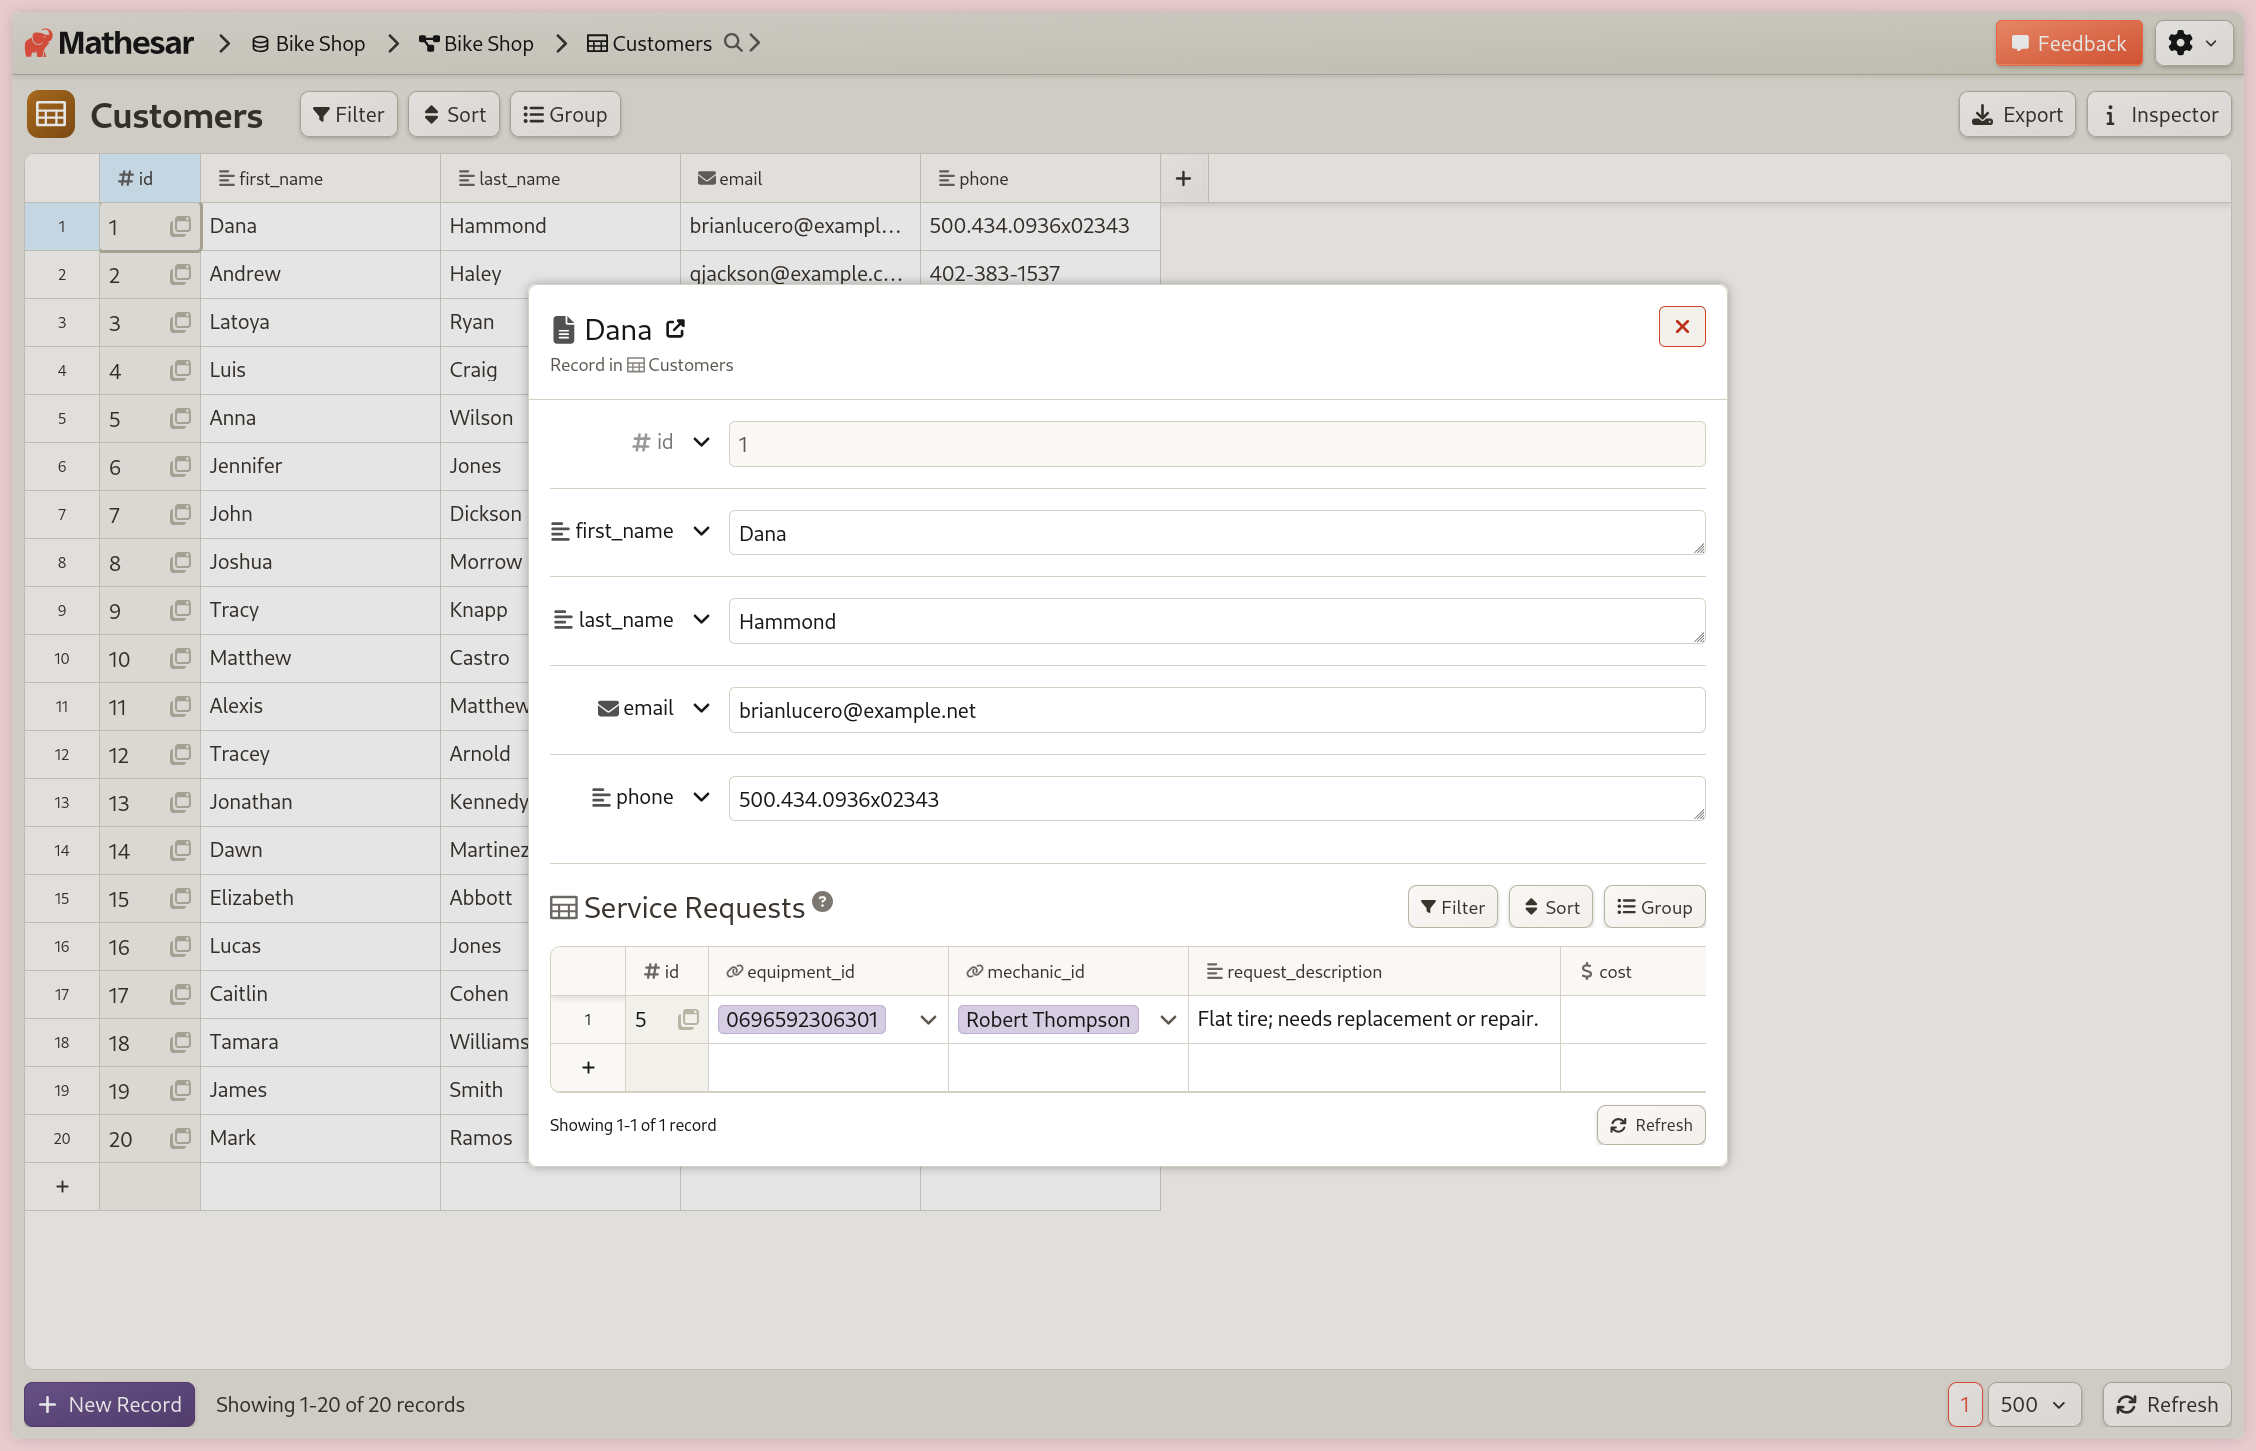 Mathesar Bike Shop Bike Shop Customers Feedback
Customers Filter Sort Group Export Inspector
id first_name last_name email phone +
1 1 Dana Hammond brianlucero@exampl... 500.434.0936x02343
2 2 Andrew Haley qjackson@example.c... 402-383-1537
3 3 Latoya Ryan
4 4 Luis Craig
5 5 Anna Wilson
6 6 Jennifer Jones
7 7 John Dickson
8 8 Joshua Morrow
9 9 Tracy Knapp
10 10 Matthew Castro
11 11 Alexis Matthew
12 12 Tracey Arnold
13 13 Jonathan Kennedy
14 14 Dawn Martinez
15 15 Elizabeth Abbott
16 16 Lucas Jones
17 17 Caitlin Cohen
18 18 Tamara Williams
19 19 James Smith
20 20 Mark Ramos
+
Dana
Record in Customers
id 1
first_name Dana
last_name Hammond
email brianlucero@example.net
phone 500.434.0936x02343
Service Requests ? Filter Sort Group
id equipment_id mechanic_id request_description $ cost
1 5 0696592306301 Robert Thompson Flat tire; needs replacement or repair.
+
Showing 1-1 of 1 record Refresh
+ New Record Showing 1-20 of 20 records 1 500 Refresh